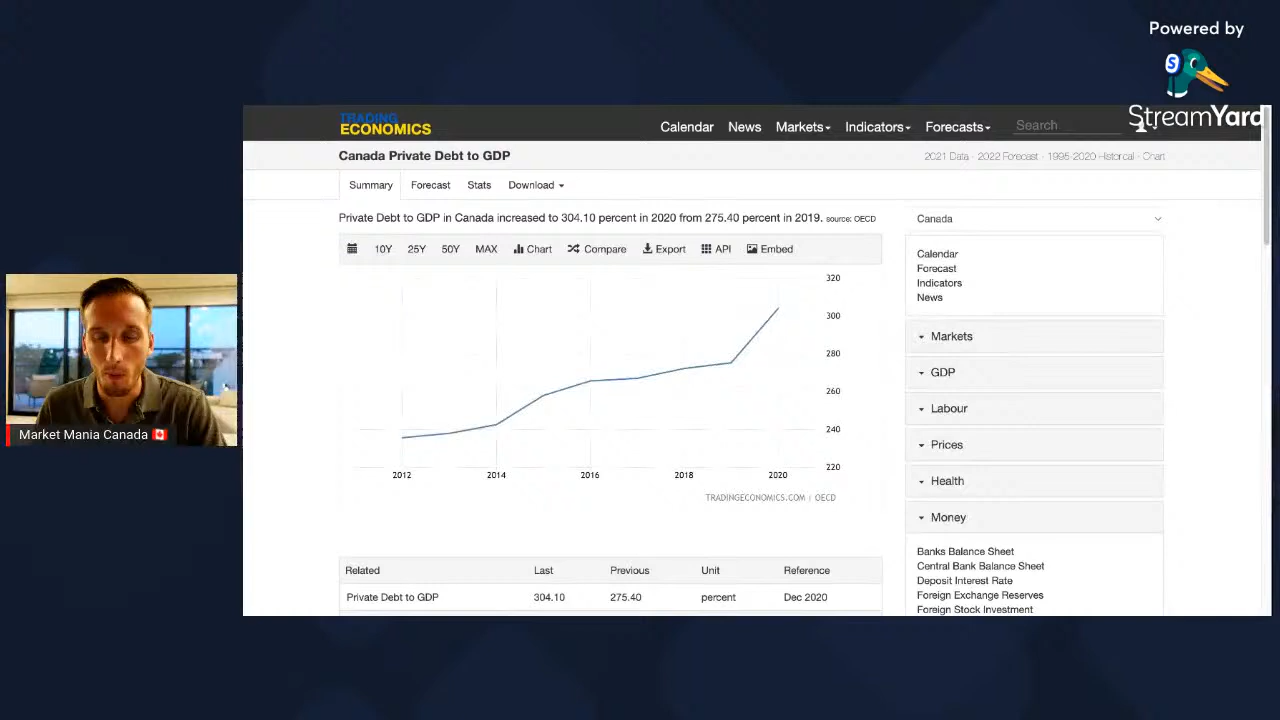 Powered by
S
StreamYard
TRADING
ECONOMICS
Calendar News Markets Indicators Forecasts Search
Canada Private Debt to GDP
2021 Data - 2022 Forecast - 1995-2020 Historical - Chart
Summary Forecast Stats Download
Private Debt to GDP in Canada increased to 304.10 percent in 2020 from 275.40 percent in 2019. source: OECD
10Y 25Y 50Y MAX Chart Compare Export API Embed
320
300
280
260
240
220
2012 2014 2016 2018 2020
TRADINGECONOMICS.COM | OECD
Related Last Previous Unit Reference
Private Debt to GDP 304.10 275.40 percent Dec 2020
Canada
Calendar
Forecast
Indicators
News
Markets
GDP
Labour
Prices
Health
Money
Banks Balance Sheet
Central Bank Balance Sheet
Deposit Interest Rate
Foreign Exchange Reserves
Foreign Stock Investment
Market Mania Canada 🇨🇦